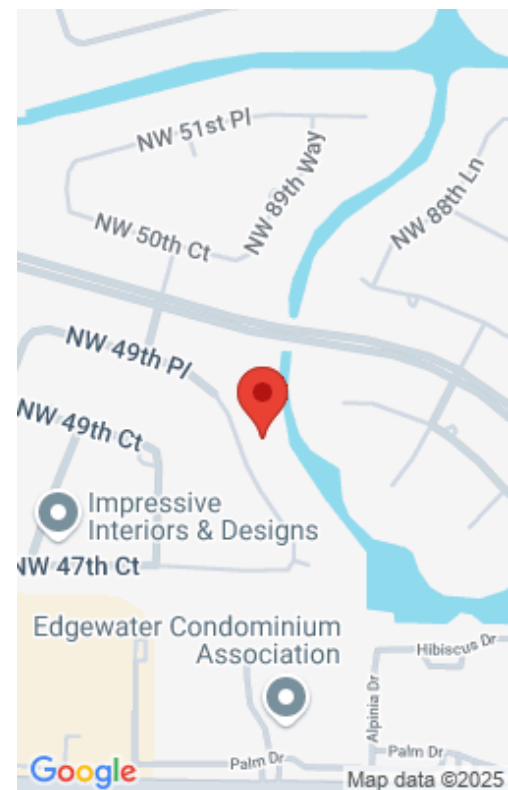 NW 51st Pl
NW 89th Way
NW 88th Ln
NW 50th Ct
NW 49th Pl
NW 49th Ct
Impressive
Interiors & Designs
NW 47th Ct
Edgewater Condominium
Association
Hibiscus Dr
Alpinia Dr
Palm Dr
Palm Dr
Google
Map data ©2025